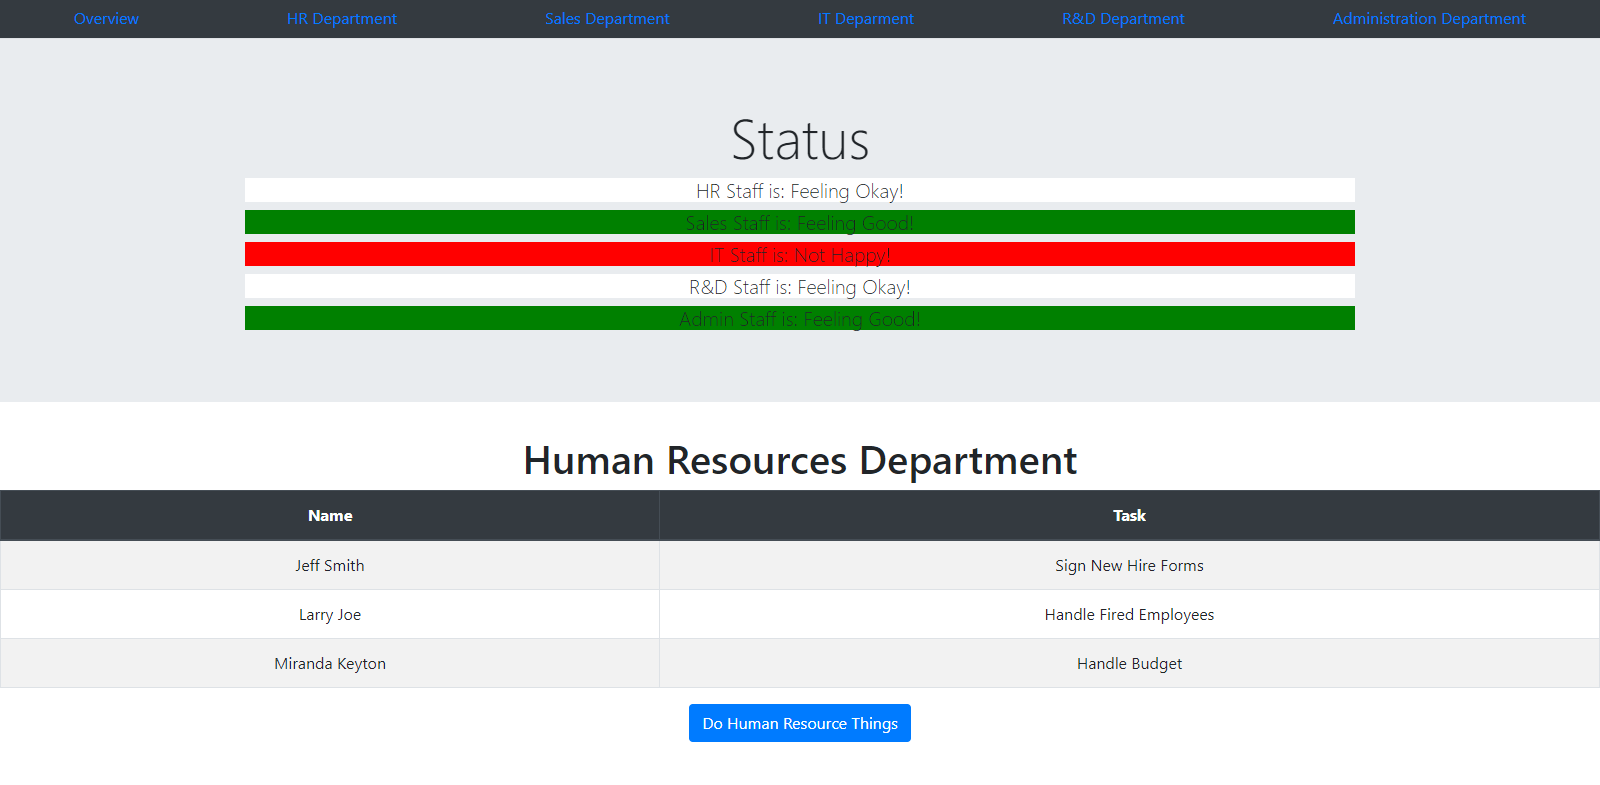 Overview HR Department Sales Department IT Deparment R&D Department Administration Department
Status
HR Staff is: Feeling Okay!
Sales Staff is: Feeling Good!
IT Staff is: Not Happy!
R&D Staff is: Feeling Okay!
Admin Staff is: Feeling Good!
Human Resources Department
Name Task
Jeff Smith Sign New Hire Forms
Larry Joe Handle Fired Employees
Miranda Keyton Handle Budget
Do Human Resource Things